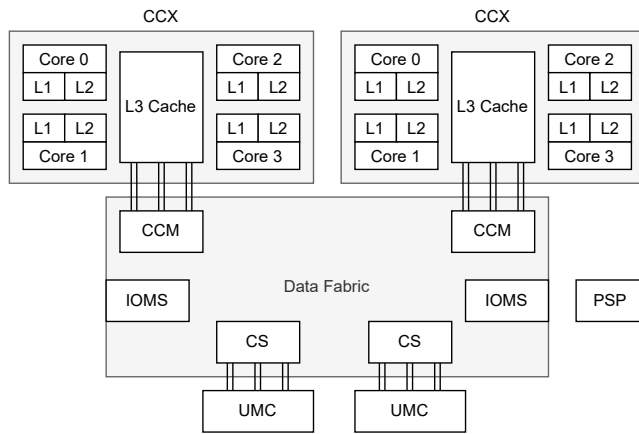 CCX CCX
Core 0 Core 2 Core 0 Core 2
L1 L2 L1 L2 L1 L2 L1 L2
L3 Cache L3 Cache
L1 L2 L1 L2 L1 L2 L1 L2
Core 1 Core 3 Core 1 Core 3
CCM CCM
Data Fabric
IOMS IOMS PSP
CS CS
UMC UMC